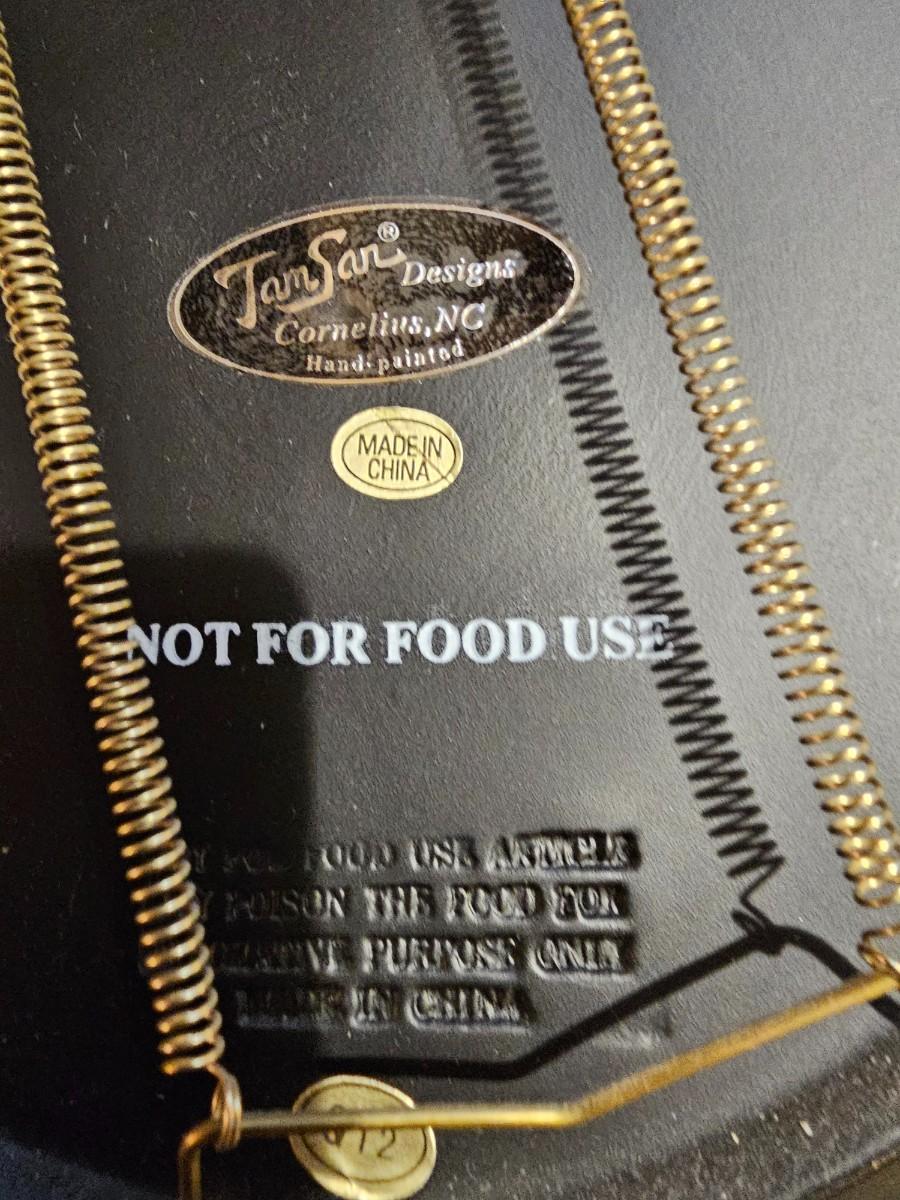 TamSan® Designs
Cornelius, NC
Hand-painted
MADE IN
CHINA
NOT FOR FOOD USE
FOOD USE ARTICLE
POISON THE FOOD FOR
PURPOSE ONLY
MADE IN CHINA